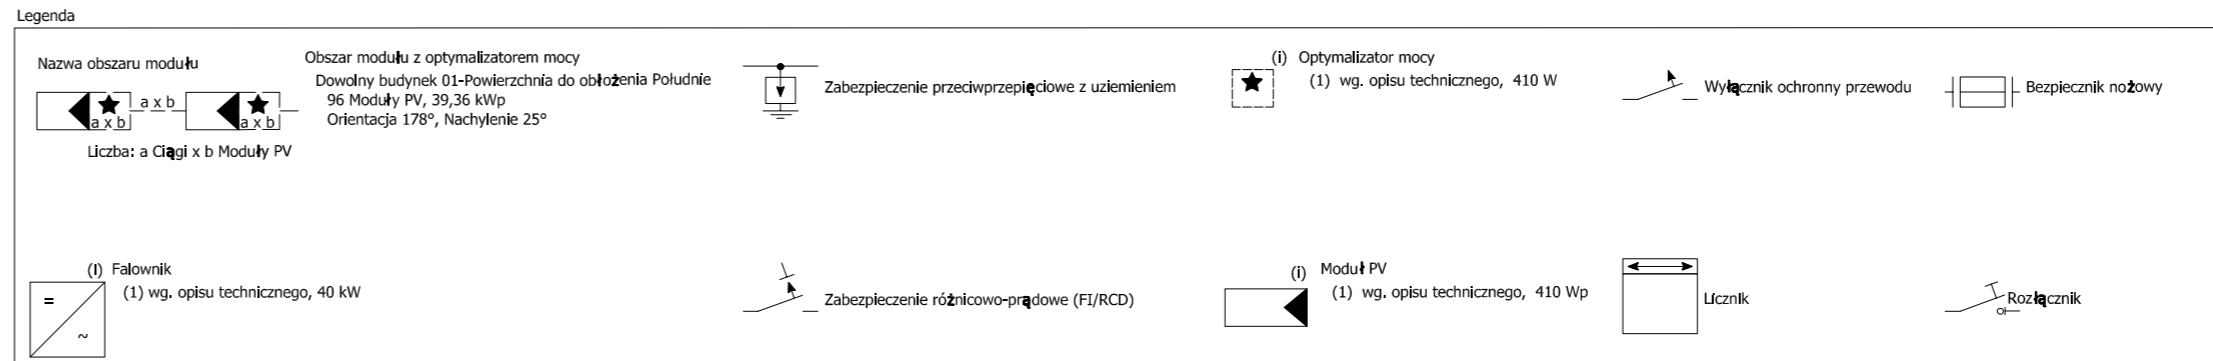 Legenda
Nazwa obszaru modułu
a x b
a x b
a x b
Liczba: a Ciągi x b Moduły PV
Obszar modułu z optymalizatorem mocy
Dowolny budynek 01-Powierzchnia do obłożenia Południe
96 Moduły PV, 39,36 kWp
Orientacja 178°, Nachylenie 25°
Zabezpieczenie przeciwprzepięciowe z uziemieniem
(i) Optymalizator mocy
(1) wg. opisu technicznego, 410 W
Wyłącznik ochronny przewodu
Bezpiecznik nożowy
(i) Falownik
(1) wg. opisu technicznego, 40 kW
=
~
Zabezpieczenie różnicowo-prądowe (FI/RCD)
(i) Moduł PV
(1) wg. opisu technicznego, 410 Wp
Licznik
Rozłącznik